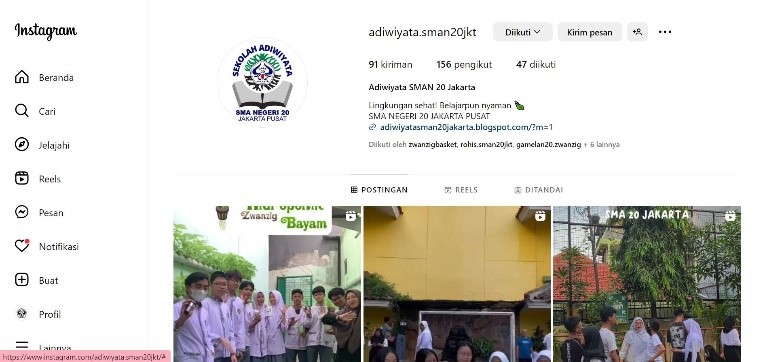 Instagram
Beranda
Cari
Jelajahi
Reels
Pesan
Notifikasi
Buat
Profil
Lainnya
https://www.instagram.com/adiwiyata.sman20jkt/#
SEKOLAH ADIWIYATA
SMA NEGERI 20
JAKARTA PUSAT
adiwiyata.sman20jkt
Diikuti
Kirim pesan
91 kiriman 156 pengikut 47 diikuti
Adiwiyata SMAN 20 Jakarta
Lingkungan sehat! Belajarpun nyaman
SMA NEGERI 20 JAKARTA PUSAT
adiwiyatasman20jakarta.blogspot.com/?m=1
Diikuti oleh zwanzigbasket, rohis.sman20jkt, gamelan20.zwanzig + 6 lainnya
POSTINGAN REELS DITANDAI
Zwanzig
Bayam
SMA 20 JAKARTA